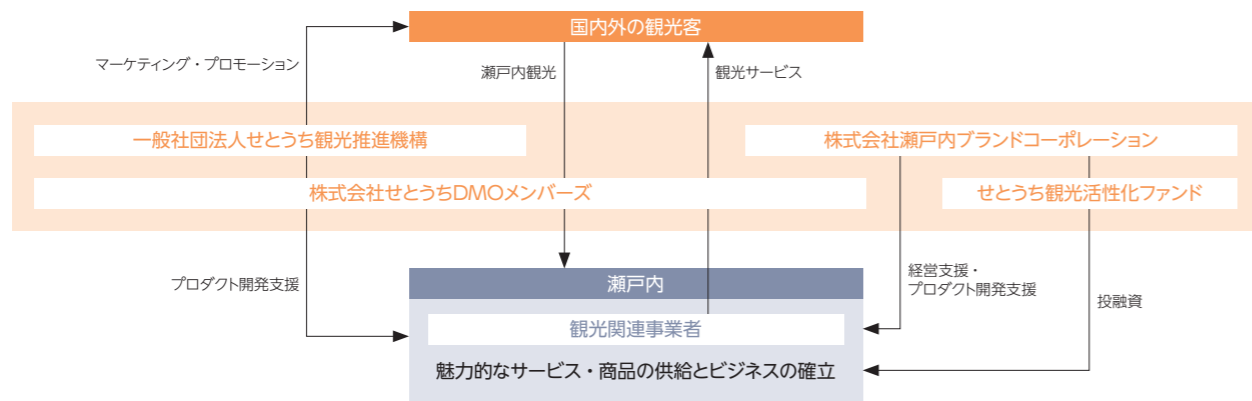 国内外の観光客
マーケティング・プロモーション
瀬戸内観光
観光サービス
一般社団法人せとうち観光推進機構
株式会社瀬戸内ブランドコーポレーション
株式会社せとうちDMOメンバーズ
せとうち観光活性化ファンド
プロダクト開発支援
瀬戸内
経営支援・
プロダクト開発支援
投融資
観光関連事業者
魅力的なサービス・商品の供給とビジネスの確立